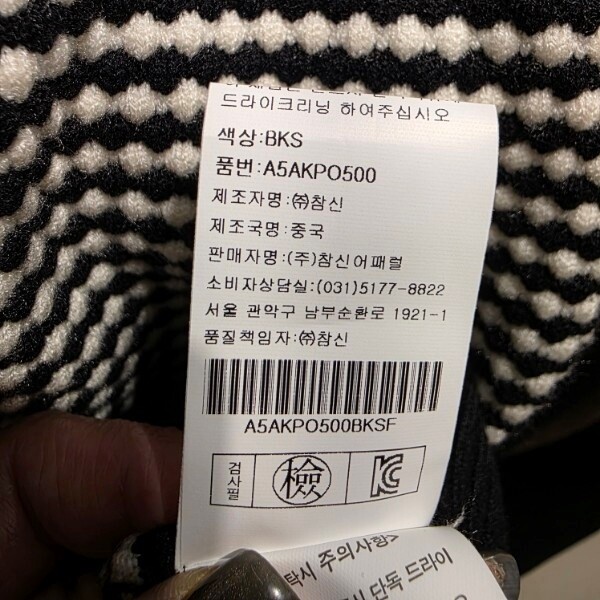 드라이크리닝 하여주십시오
색상:BKS
품번:A5AKPO500
제조자명:㈜참신
제조국명:중국
판매자명:(주)참신어패럴
소비자상담실:(031)5177-8822
서울 관악구 남부순환로 1921-1
품질책임자:㈜참신
A5AKPO500BKSF
검사필 檢 KC
탁시 주의사항>
단독 드라이